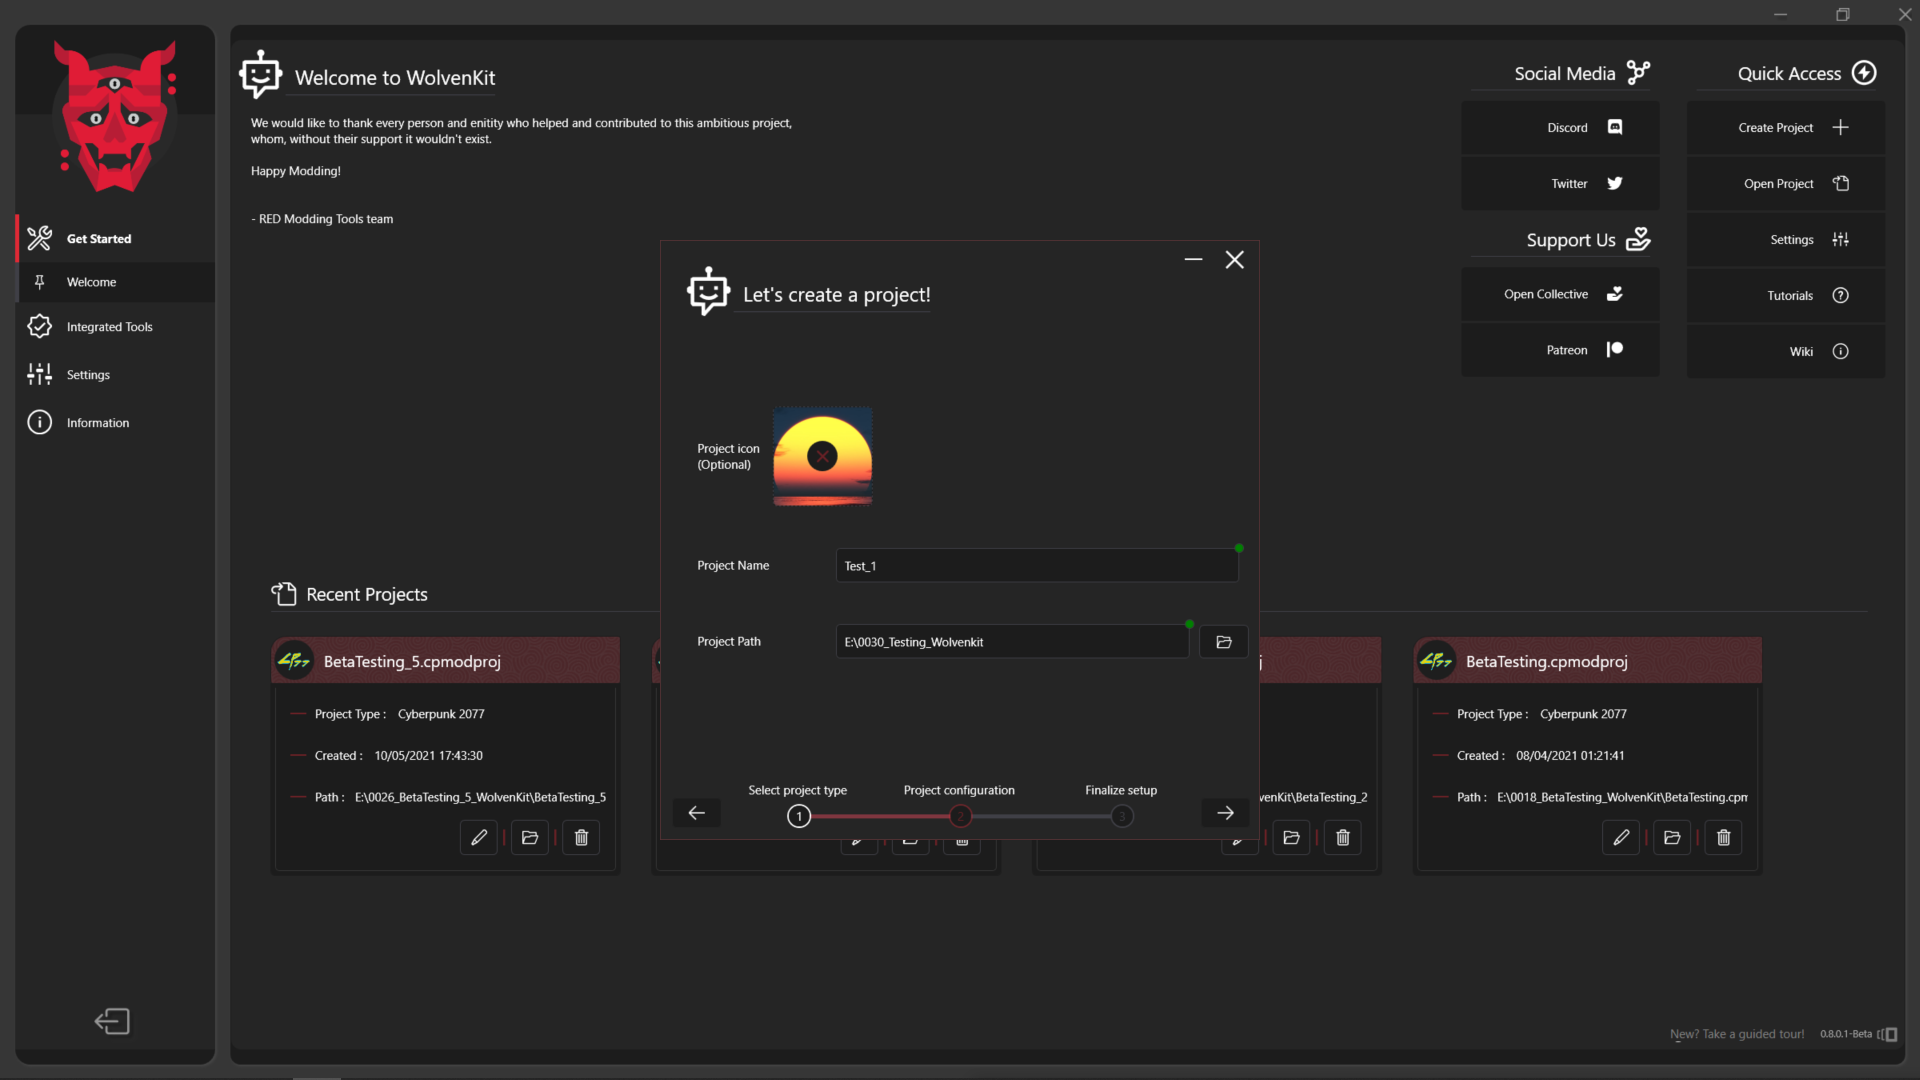 Get Started
Welcome
Integrated Tools
Settings
Information
Welcome to WolvenKit
We would like to thank every person and enitity who helped and contributed to this ambitious project,
whom, without their support it wouldn't exist.
Happy Modding!
- RED Modding Tools team
Social Media
Discord
Twitter
Support Us
Open Collective
Patreon
Quick Access
Create Project
Open Project
Settings
Tutorials
Wiki
Let's create a project!
Project icon
(Optional)
Project Name
Test_1
Project Path
E:\0030_Testing_Wolvenkit
Select project type
Project configuration
Finalize setup
1
2
3
Recent Projects
BetaTesting_5.cpmodproj
Project Type : Cyberpunk 2077
Created : 10/05/2021 17:43:30
Path : E:\0026_BetaTesting_5_WolvenKit\BetaTesting_5
venKit\BetaTesting_2
BetaTesting.cpmodproj
Project Type : Cyberpunk 2077
Created : 08/04/2021 01:21:41
Path : E:\0018_BetaTesting_WolvenKit\BetaTesting.cpm
New? Take a guided tour!
0.8.0.1-Beta